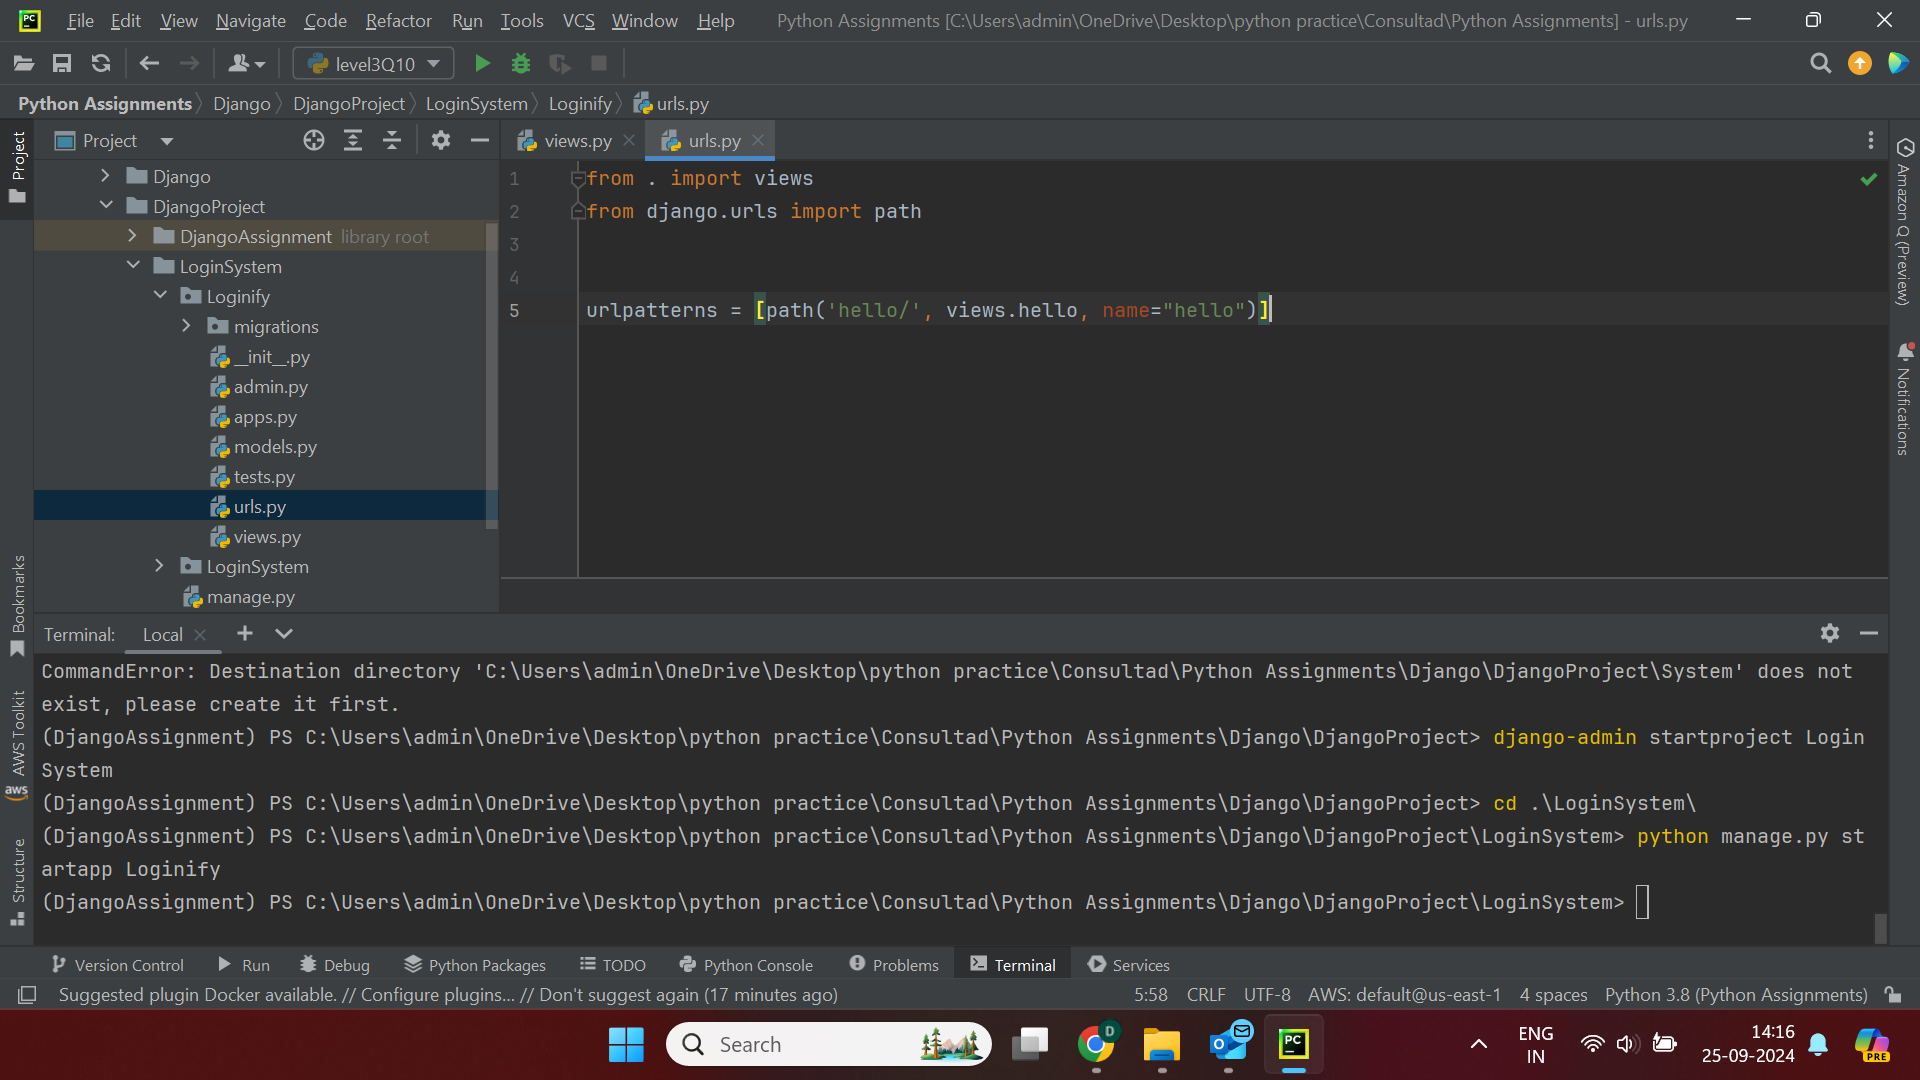 PC File Edit View Navigate Code Refactor Run Tools VCS Window Help Python Assignments [C:\Users\admin\OneDrive\Desktop\python practice\Consultad\Python Assignments] - urls.py
level3Q10
Python Assignments Django DjangoProject LoginSystem Loginify urls.py
Project
Project
views.py
urls.py
Django
DjangoProject
DjangoAssignment library root
LoginSystem
Loginify
migrations
__init__.py
admin.py
apps.py
models.py
tests.py
urls.py
views.py
LoginSystem
manage.py
1 from . import views
2 from django.urls import path
3
4
5 urlpatterns = [path('hello/', views.hello, name="hello")]
Amazon Q (Preview)
Notifications
Bookmarks
AWS Toolkit
aws
Structure
Terminal: Local
CommandError: Destination directory 'C:\Users\admin\OneDrive\Desktop\python practice\Consultad\Python Assignments\Django\DjangoProject\System' does not
exist, please create it first.
(DjangoAssignment) PS C:\Users\admin\OneDrive\Desktop\python practice\Consultad\Python Assignments\Django\DjangoProject> django-admin startproject Login
System
(DjangoAssignment) PS C:\Users\admin\OneDrive\Desktop\python practice\Consultad\Python Assignments\Django\DjangoProject> cd .\LoginSystem\
(DjangoAssignment) PS C:\Users\admin\OneDrive\Desktop\python practice\Consultad\Python Assignments\Django\DjangoProject\LoginSystem> python manage.py st
artapp Loginify
(DjangoAssignment) PS C:\Users\admin\OneDrive\Desktop\python practice\Consultad\Python Assignments\Django\DjangoProject\LoginSystem>
Version Control Run Debug Python Packages TODO Python Console Problems Terminal Services
Suggested plugin Docker available. // Configure plugins... // Don't suggest again (17 minutes ago) 5:58 CRLF UTF-8 AWS: default@us-east-1 4 spaces Python 3.8 (Python Assignments)
Search
D
PC
ENG
IN
14:16
25-09-2024
PRE